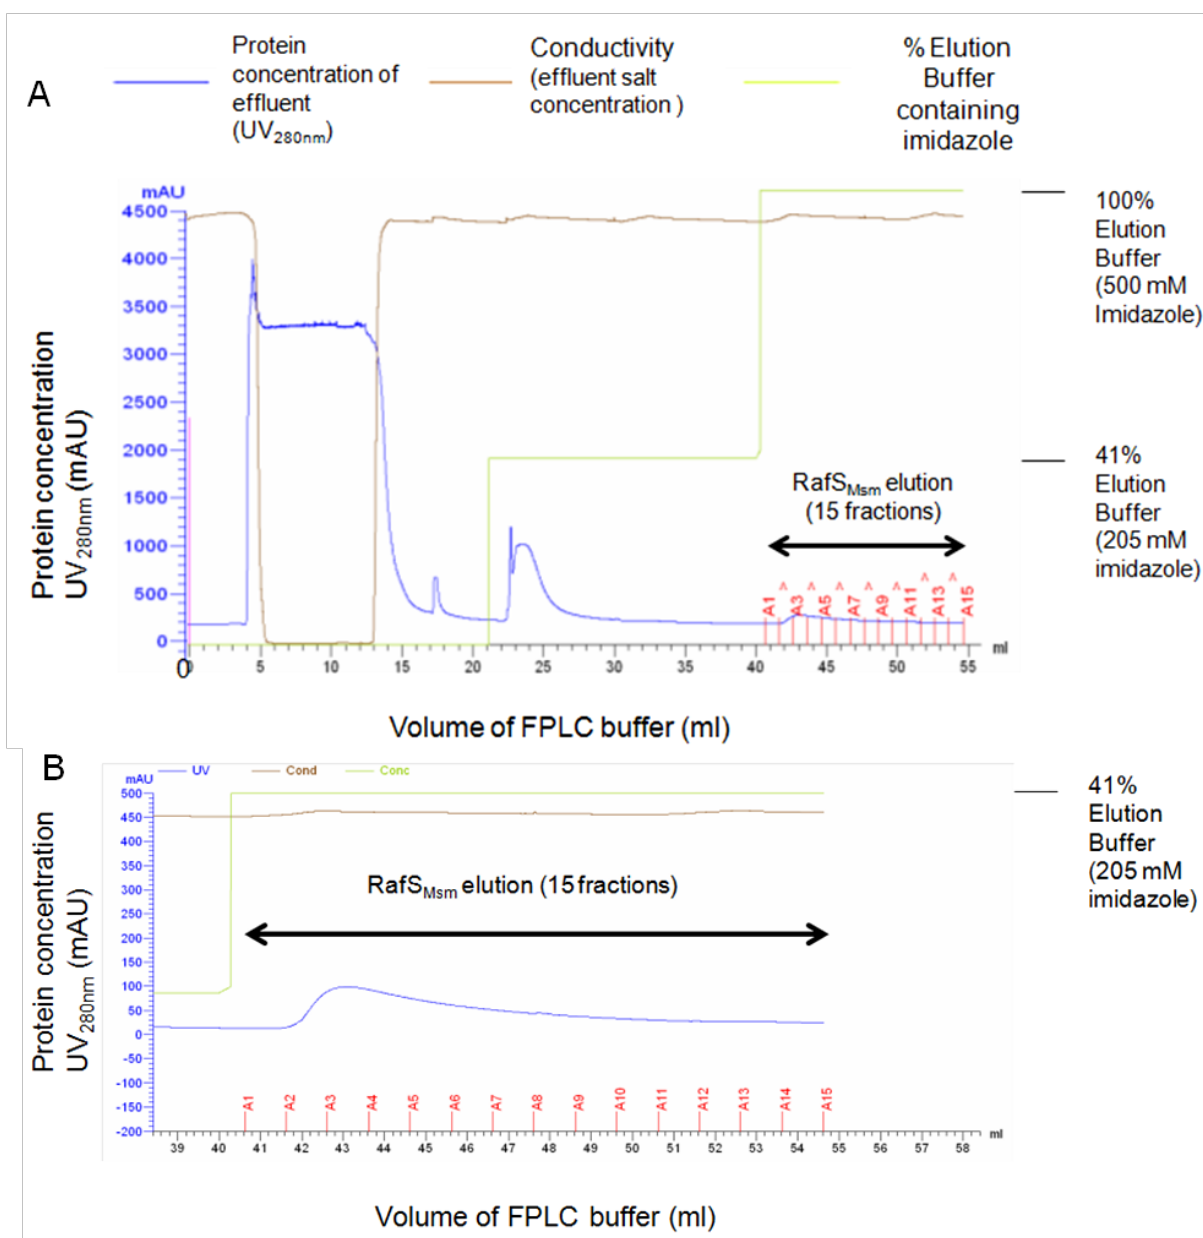 A
Protein
concentration of
effluent
(UV280nm)
Conductivity
(effluent salt
concentration )
% Elution
Buffer
containing
imidazole
mAU
4500
4000
3500
3000
2500
2000
1500
1000
500
0
Protein concentration
UV280nm (mAU)
100%
Elution
Buffer
(500 mM
Imidazole)
41%
Elution
Buffer
(205 mM
imidazole)
RafSMsm elution
(15 fractions)
A1 > A3 > A5 > A7 > A9 > A11 > A13 > A15
0 5 10 15 20 25 30 35 40 45 50 55 ml
0
Volume of FPLC buffer (ml)
B
UV Cond Conc
mAU
500
450
400
350
300
250
200
150
100
50
0
-50
-100
-150
-200
Protein concentration
UV280nm (mAU)
41%
Elution
Buffer
(205 mM
imidazole)
RafSMsm elution (15 fractions)
A1 A2 A3 A4 A5 A6 A7 A8 A9 A10 A11 A12 A13 A14 A15
39 40 41 42 43 44 45 46 47 48 49 50 51 52 53 54 55 56 57 58 ml
Volume of FPLC buffer (ml)